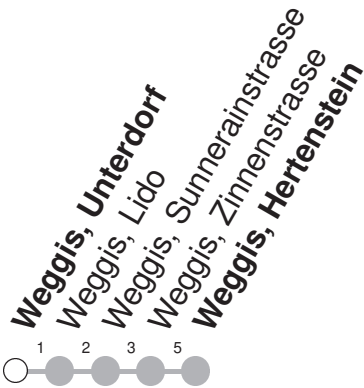 Weggis, Unterdorf
Weggis, Lido
Weggis, Sunnerainstrasse
Weggis, Zinnenstrasse
Weggis, Hertenstein
1 2 3 5